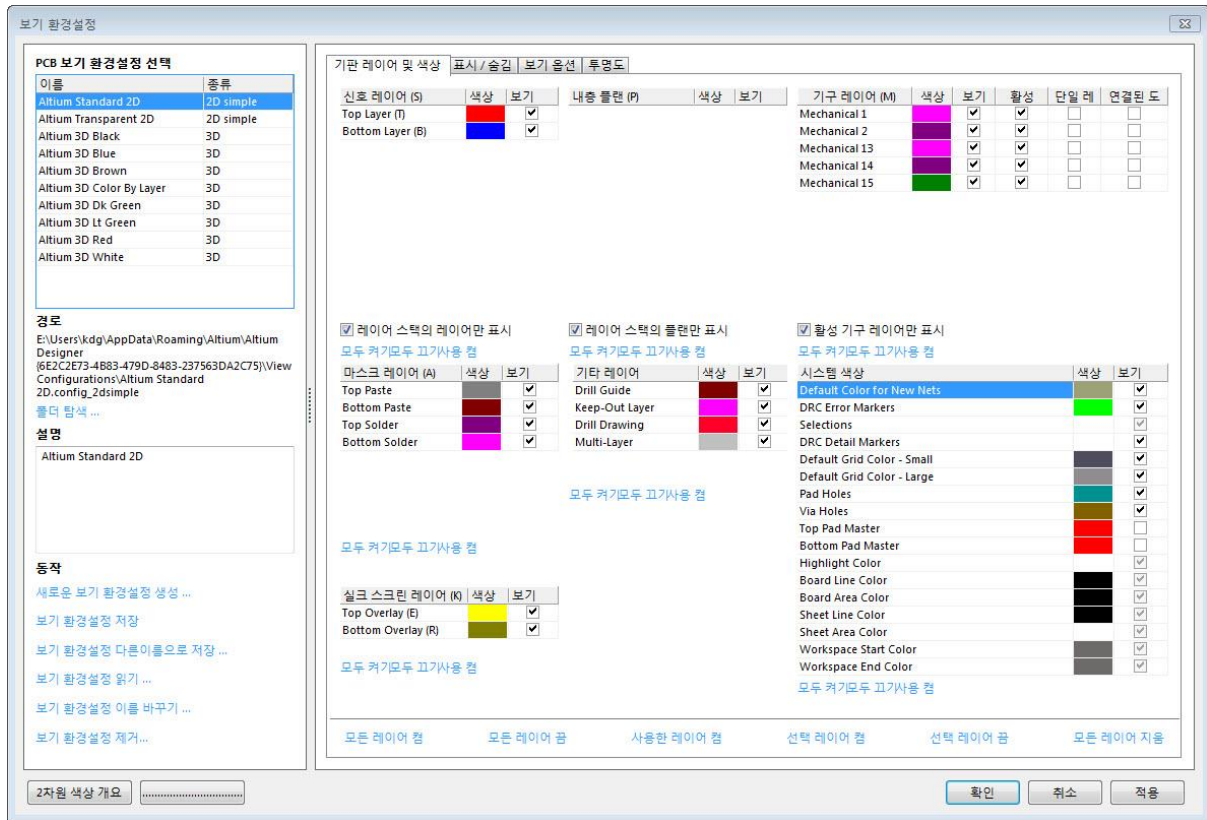 보기 환경설정
PCB 보기 환경설정 선택
이름 종류
Altium Standard 2D 2D simple
Altium Transparent 2D 2D simple
Altium 3D Black 3D
Altium 3D Blue 3D
Altium 3D Brown 3D
Altium 3D Color By Layer 3D
Altium 3D Dk Green 3D
Altium 3D Lt Green 3D
Altium 3D Red 3D
Altium 3D White 3D
경로
E:\Users\kdg\AppData\Roaming\Altium\Altium
Designer
{6E2C2E73-4B83-479D-8483-237563DA2C75}\View
Configurations\Altium Standard
2D.config_2dsimple
폴더 탐색 ...
설명
Altium Standard 2D
동작
새로운 보기 환경설정 생성 ...
보기 환경설정 저장
보기 환경설정 다른이름으로 저장 ...
보기 환경설정 읽기 ...
보기 환경설정 이름 바꾸기 ...
보기 환경설정 제거...
기판 레이어 및 색상 표시 / 숨김 보기 옵션 투명도
신호 레이어 (S) 색상 보기
Top Layer (T)
Bottom Layer (B)
내층 플랜 (P) 색상 보기
기구 레이어 (M) 색상 보기 활성 단일 레 연결된 도
Mechanical 1
Mechanical 2
Mechanical 13
Mechanical 14
Mechanical 15
레이어 스택의 레이어만 표시
모두 켜기모두 끄기사용 켬
레이어 스택의 플랜만 표시
모두 켜기모두 끄기사용 켬
활성 기구 레이어만 표시
모두 켜기모두 끄기사용 켬
마스크 레이어 (A) 색상 보기
Top Paste
Bottom Paste
Top Solder
Bottom Solder
모두 켜기모두 끄기사용 켬
기타 레이어 색상 보기
Drill Guide
Keep-Out Layer
Drill Drawing
Multi-Layer
모두 켜기모두 끄기사용 켬
실크 스크린 레이어 (K) 색상 보기
Top Overlay (E)
Bottom Overlay (R)
모두 켜기모두 끄기사용 켬
시스템 색상 색상 보기
Default Color for New Nets
DRC Error Markers
Selections
DRC Detail Markers
Default Grid Color - Small
Default Grid Color - Large
Pad Holes
Via Holes
Top Pad Master
Bottom Pad Master
Highlight Color
Board Line Color
Board Area Color
Sheet Line Color
Sheet Area Color
Workspace Start Color
Workspace End Color
모두 켜기모두 끄기사용 켬
모든 레이어 켬 모든 레이어 끔 사용한 레이어 켬 선택 레이어 켬 선택 레이어 끔 모든 레이어 지움
2차원 색상 개요 ................................ 확인 취소 적용